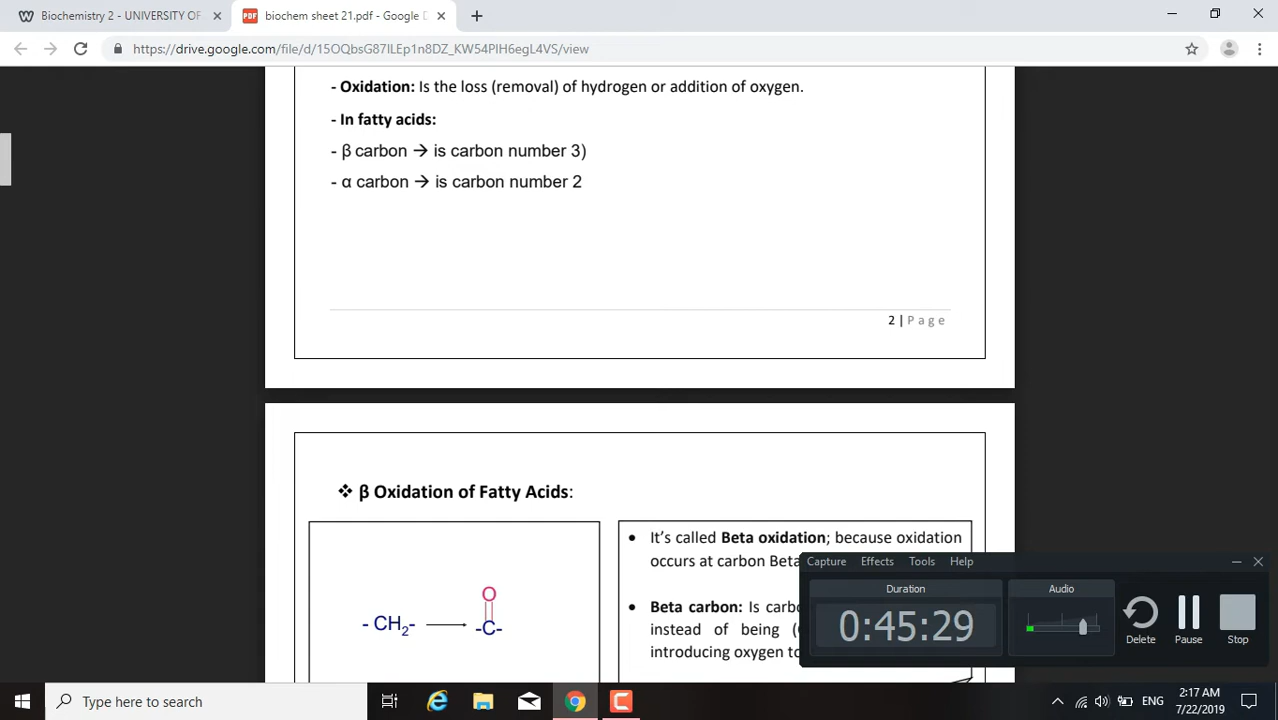 Biochemistry 2 - UNIVERSITY OF
biochem sheet 21.pdf - Google D
https://drive.google.com/file/d/15OQbsG87ILEp1n8DZ_KW54PIH6egL4VS/view
- Oxidation: Is the loss (removal) of hydrogen or addition of oxygen.
- In fatty acids:
- β carbon → is carbon number 3)
- α carbon → is carbon number 2
2 | Page
❖ β Oxidation of Fatty Acids:
- CH2- → -C-
O
• It's called Beta oxidation; because oxidation
occurs at carbon Beta
• Beta carbon: Is carbo
instead of being (
introducing oxygen to
Capture Effects Tools Help
Duration
Audio
0:45:29
Delete
Pause
Stop
Type here to search
ENG
2:17 AM
7/22/2019